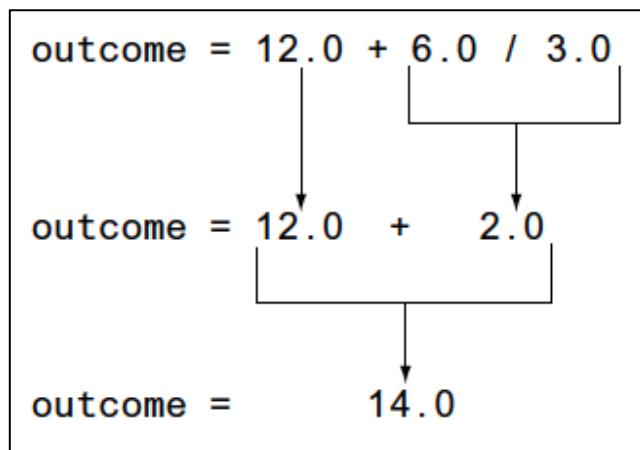 outcome = 12.0 + 6.0 / 3.0
outcome = 12.0 + 2.0
outcome = 14.0